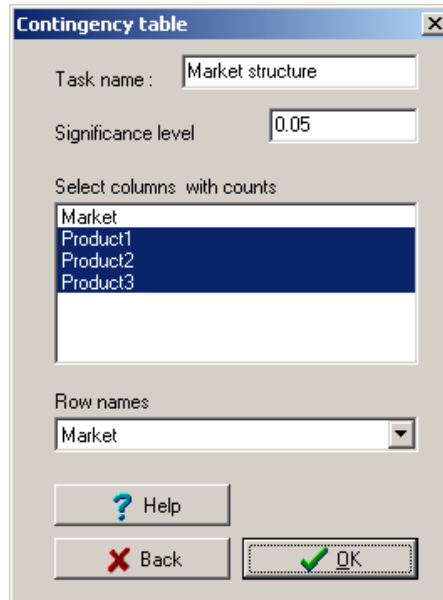 Contingency table
Task name : Market structure
Significance level 0.05
Select columns with counts
Market
Product1
Product2
Product3
Row names
Market
? Help
Back
OK